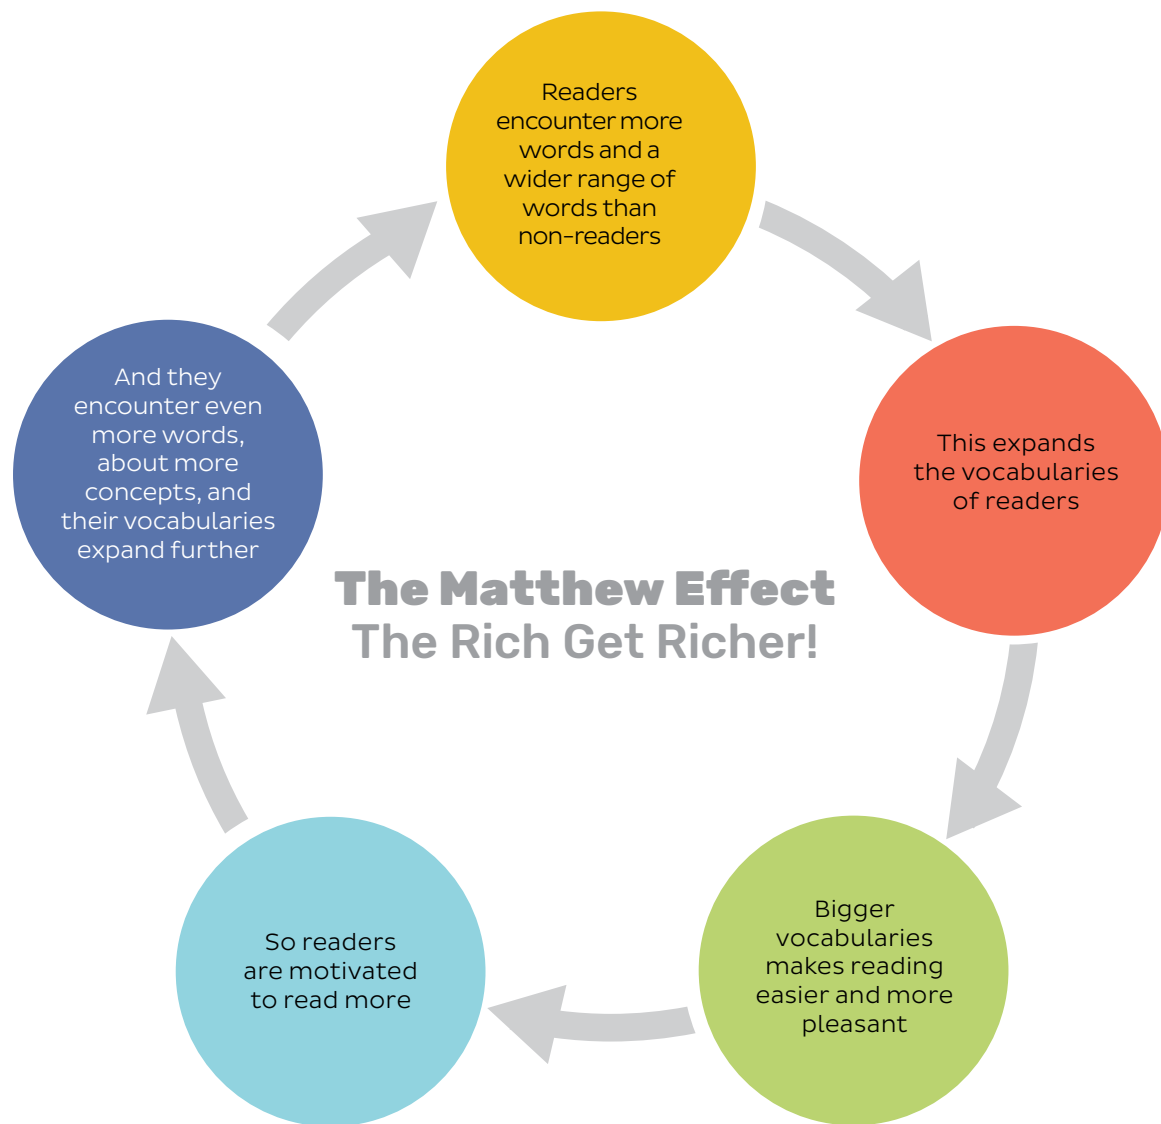 Readers
encounter more
words and a
wider range of
words than
non-readers
This expands
the vocabularies
of readers
Bigger
vocabularies
makes reading
easier and more
pleasant
So readers
are motivated
to read more
And they
encounter even
more words,
about more
concepts, and
their vocabularies
expand further
The Matthew Effect
The Rich Get Richer!